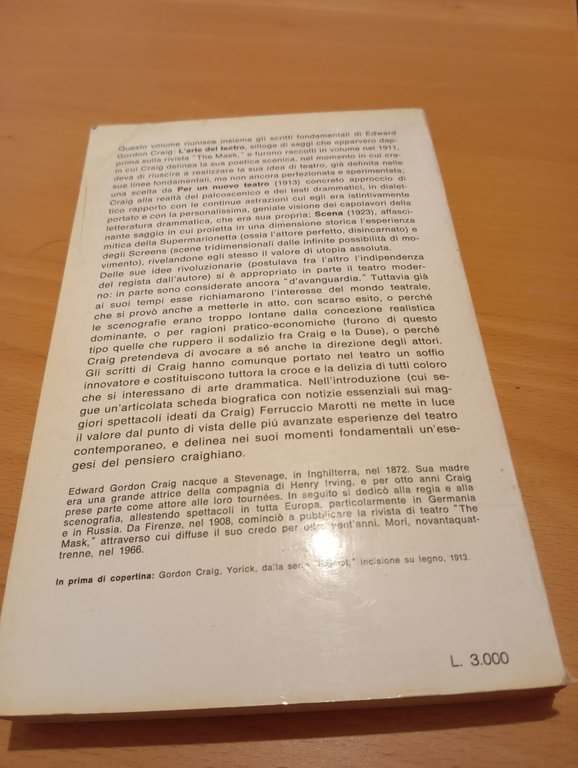 Questo volume riunisce insieme gli scritti fondamentali di Edward
Gordon Craig: L'arte del teatro, silloge di saggi che apparvero dap-
prima sulla rivista "The Mask," e furono raccolti in volume nel 1911,
in cui Craig delinea la sua poetica scenica, nel momento in cui cre-
deva di riuscire a realizzare la sua idea di teatro, già definita nelle
sue linee fondamentali, ma non ancora perfezionata e sperimentata;
una scelta da Per un nuovo teatro (1913) concreto approccio di
Craig alla realtà del palcoscenico e dei testi drammatici, in dialet-
tico rapporto con le continue astrazioni cui egli era istintivamente
portato e con la personalissima, geniale visione dei capolavori della
letteratura drammatica, che era sua propria; Scena (1923), affasci-
nante saggio in cui proietta in una dimensione storica l'esperienza
mitica della Supermarionetta (ossia l'attore perfetto, disincarnato) e
degli Screens (scene tridimensionali dalle infinite possibilità di mo-
vimento), rivelandone egli stesso il valore di utopia assoluta.
Delle sue idee rivoluzionarie (postulava fra l'altro l'indipendenza
del regista dall'autore) si è appropriato in parte il teatro moder-
no: in parte sono considerate ancora "d'avanguardia." Tuttavia già
ai suoi tempi esse richiamarono l'interesse del mondo teatrale,
che si provò anche a metterle in atto, con scarso esito, o perché
le scenografie erano troppo lontane dalla concezione realistica
dominante, o per ragioni pratico-economiche (furono di questo
tipo quelle che ruppero il sodalizio fra Craig e la Duse), o perché
Craig pretendeva di avocare a sé anche la direzione degli attori.
Gli scritti di Craig hanno comunque portato nel teatro un soffio
innovatore e costituiscono tuttora la croce e la delizia di tutti coloro
che si interessano di arte drammatica. Nell'introduzione (cui se-
gue un'articolata scheda biografica con notizie essenziali sui mag-
giori spettacoli ideati da Craig) Ferruccio Marotti ne mette in luce
il valore dal punto di vista delle piú avanzate esperienze del teatro
contemporaneo, e delinea nei suoi momenti fondamentali un'ese-
gesi del pensiero craighiano.
Edward Gordon Craig nacque a Stevenage, in Inghilterra, nel 1872. Sua madre
era una grande attrice della compagnia di Henry Irving, e per otto anni Craig
prese parte come attore alle loro tournées. In seguito si dedicò alla regia e alla
scenografia, allestendo spettacoli in tutta Europa, particolarmente in Germania
e in Russia. Da Firenze, nel 1908, cominciò a pubblicare la rivista di teatro "The
Mask," attraverso cui diffuse il suo credo per oltre vent'anni. Morí, novantaquat-
trenne, nel 1966.
In prima di copertina: Gordon Craig, Yorick, dalla serie incisione su legno, 1913.
L. 3.000